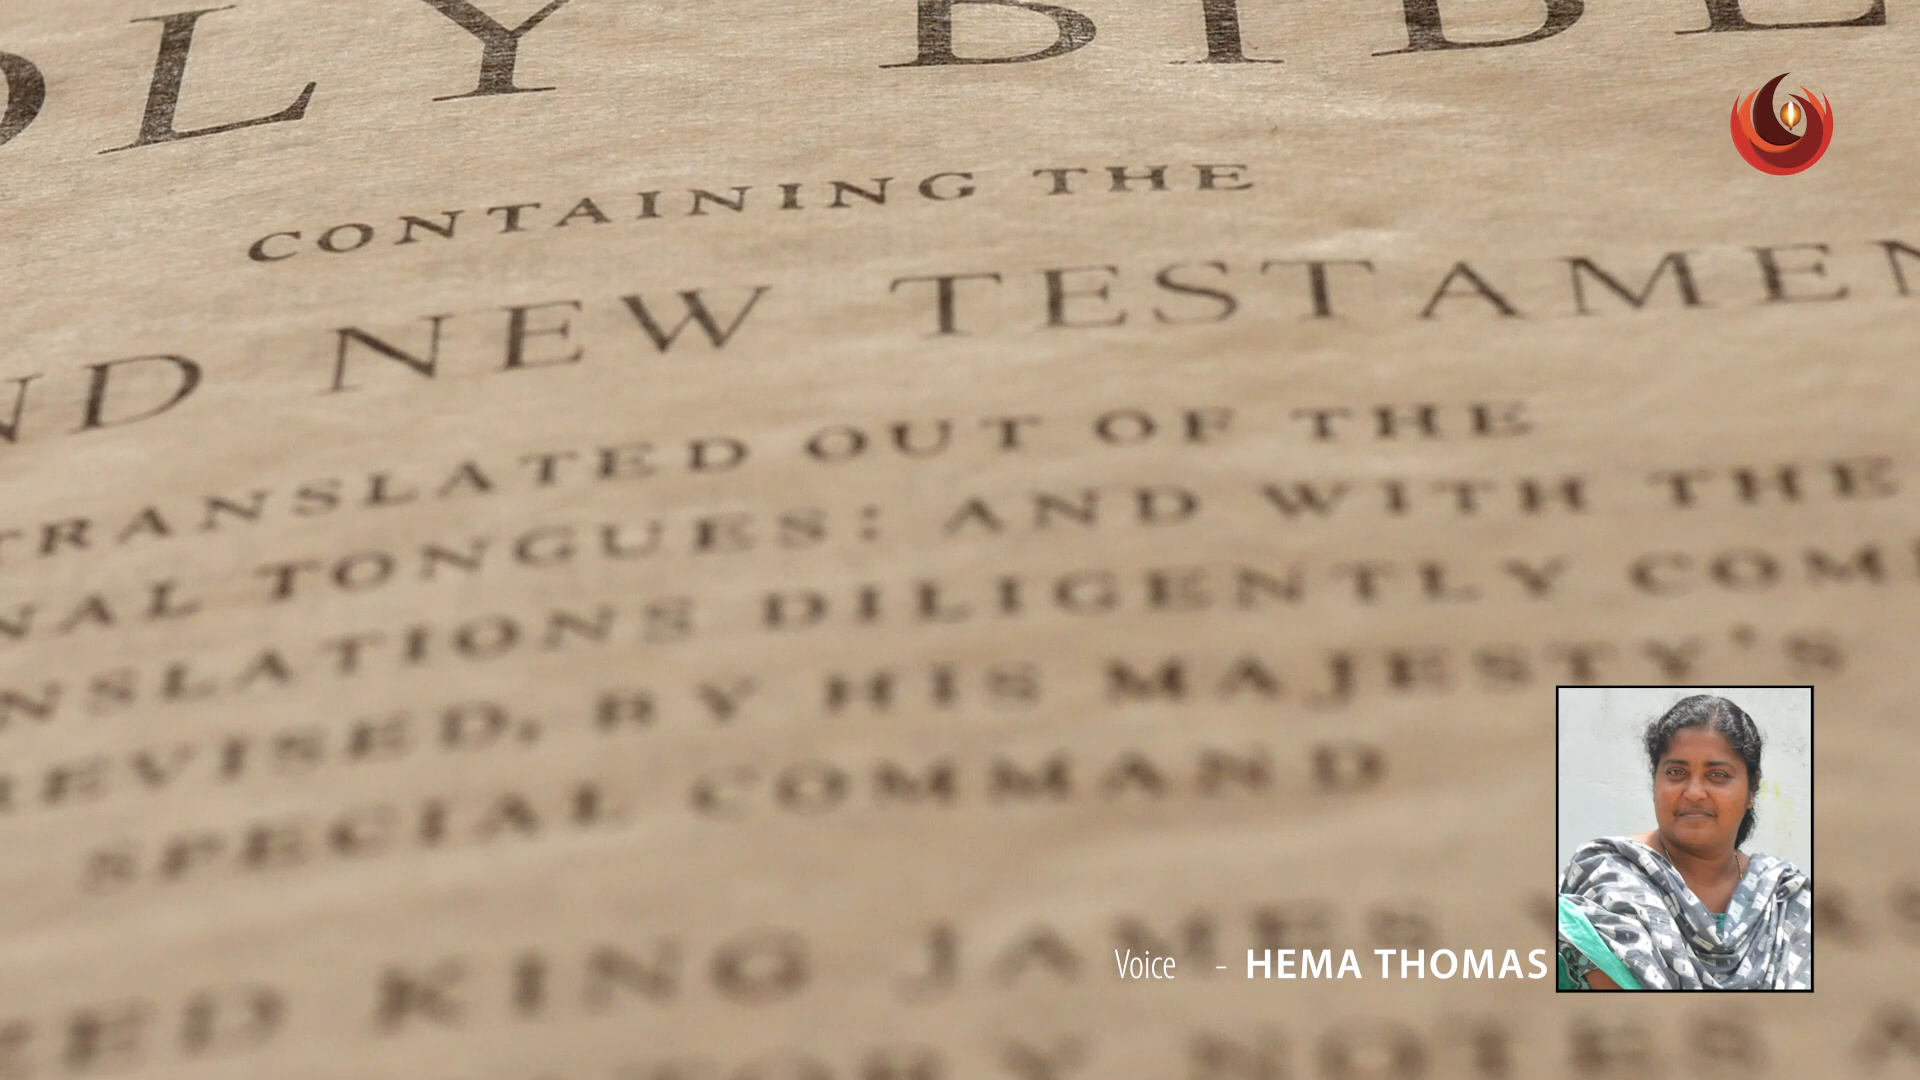 OLY BIBLE
CONTAINING THE
ND NEW TESTAMEN
TRANSLATED OUT OF THE
NAL TONGUES: AND WITH THE
NSLATIONS DILIGENTLY COM
REVISED, BY HIS MAJESTY'S
SPECIAL COMMAND
KING JAMES
NOTES
Voice - HEMA THOMAS